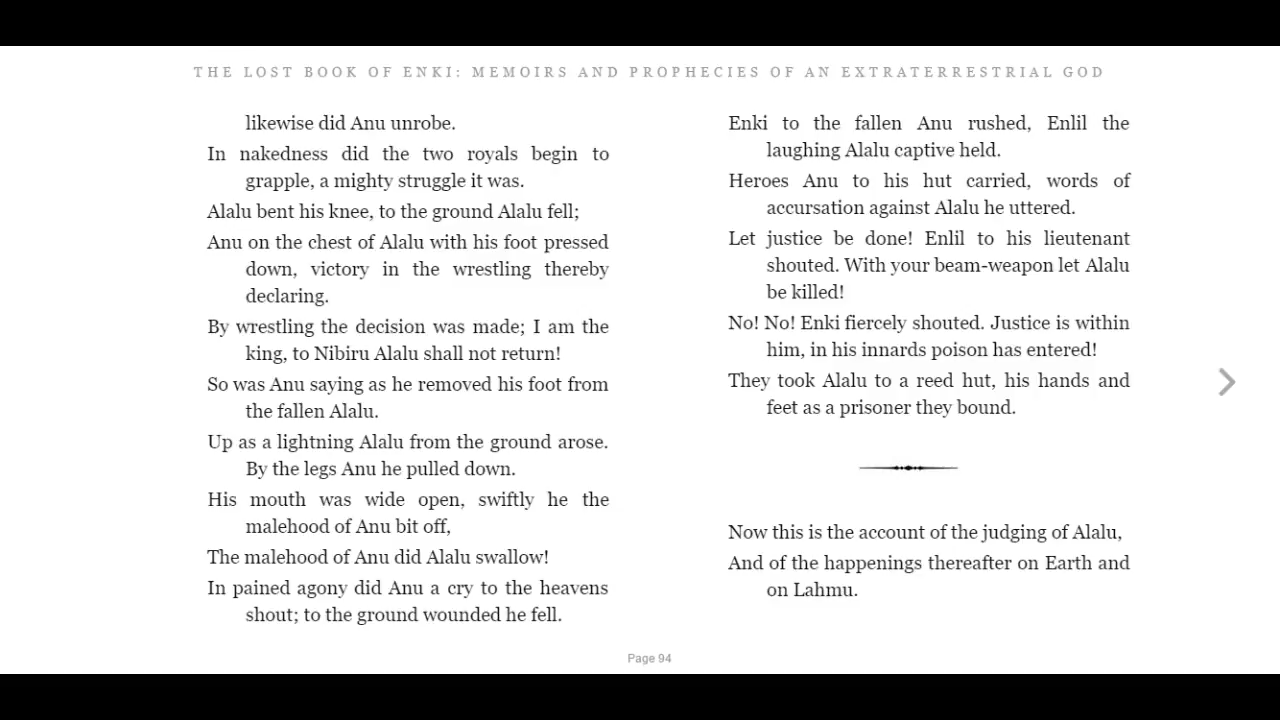 THE LOST BOOK OF ENKI: MEMOIRS AND PROPHECIES OF AN EXTRATERRESTRIAL GOD
likewise did Anu unrobe.
In nakedness did the two royals begin to
grapple, a mighty struggle it was.
Alalu bent his knee, to the ground Alalu fell;
Anu on the chest of Alalu with his foot pressed
down, victory in the wrestling thereby
declaring.
By wrestling the decision was made; I am the
king, to Nibiru Alalu shall not return!
So was Anu saying as he removed his foot from
the fallen Alalu.
Up as a lightning Alalu from the ground arose.
By the legs Anu he pulled down.
His mouth was wide open, swiftly he the
malehood of Anu bit off,
The malehood of Anu did Alalu swallow!
In pained agony did Anu a cry to the heavens
shout; to the ground wounded he fell.
Enki to the fallen Anu rushed, Enlil the
laughing Alalu captive held.
Heroes Anu to his hut carried, words of
accursation against Alalu he uttered.
Let justice be done! Enlil to his lieutenant
shouted. With your beam-weapon let Alalu
be killed!
No! No! Enki fiercely shouted. Justice is within
him, in his innards poison has entered!
They took Alalu to a reed hut, his hands and
feet as a prisoner they bound.
Now this is the account of the judging of Alalu,
And of the happenings thereafter on Earth and
on Lahmu.
Page 94